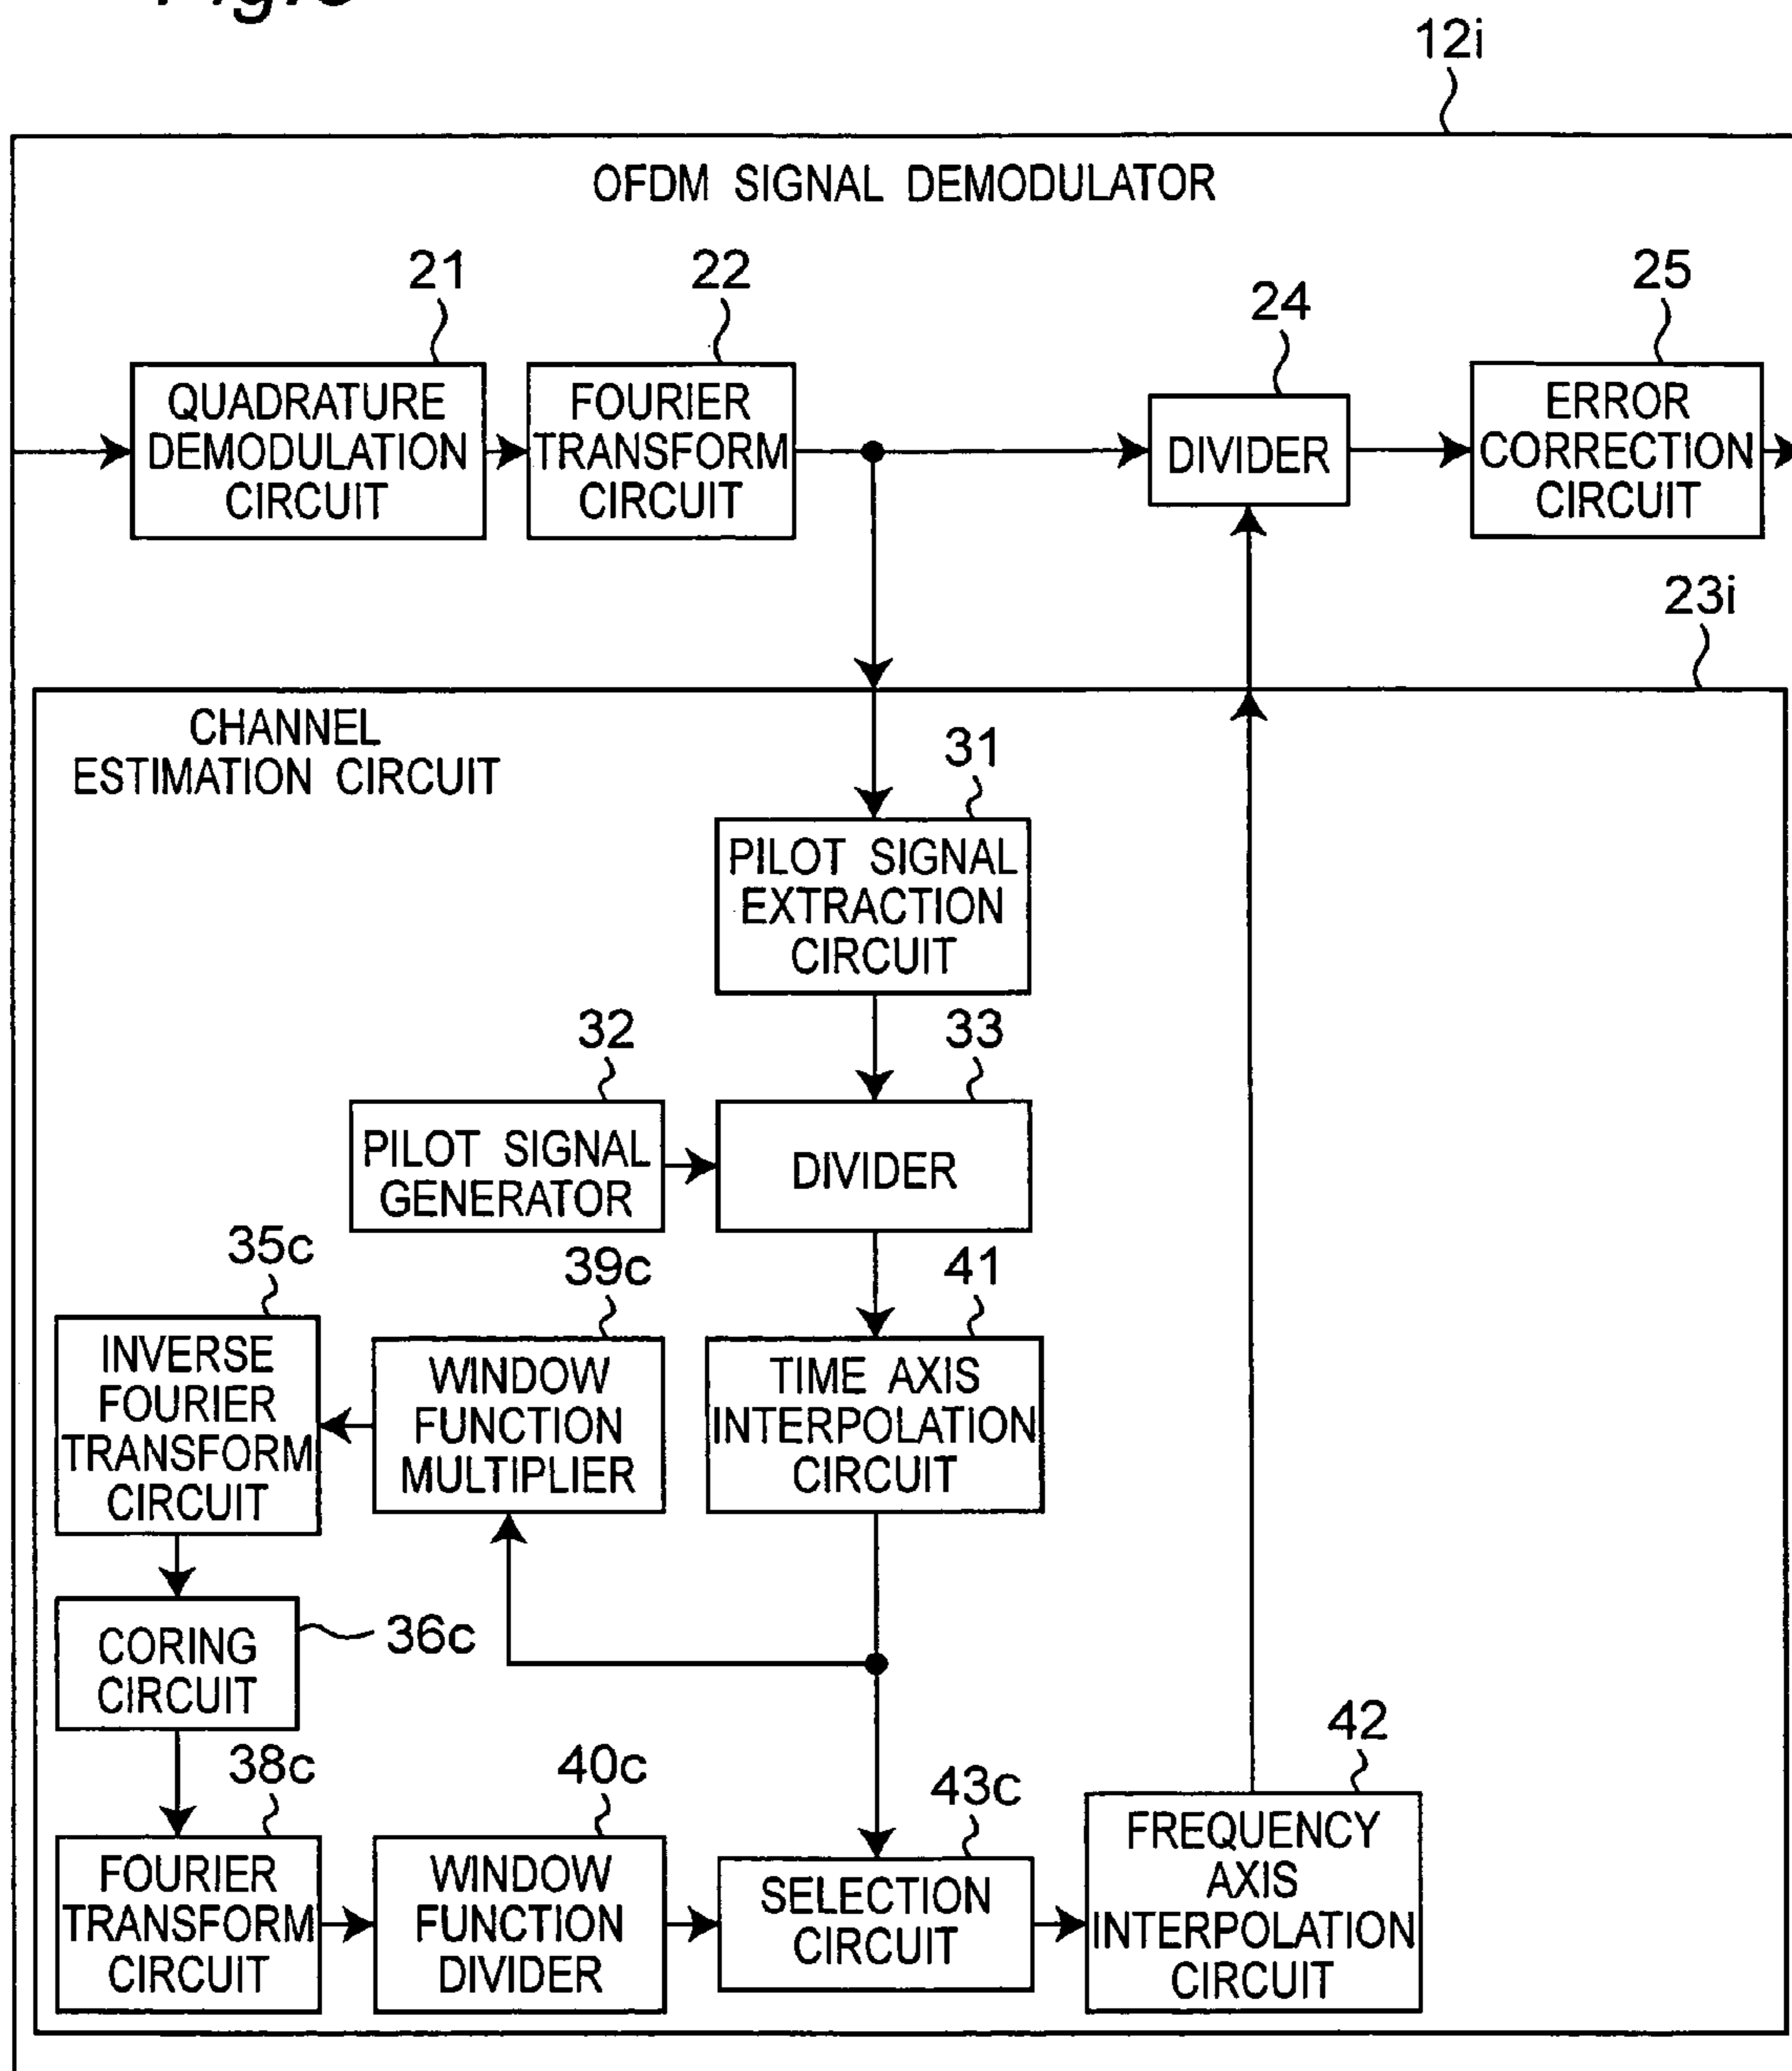 12i
OFDM SIGNAL DEMODULATOR
21
22
24
25
QUADRATURE
DEMODULATION
CIRCUIT
FOURIER
TRANSFORM
CIRCUIT
DIVIDER
ERROR
CORRECTION
CIRCUIT
23i
CHANNEL
ESTIMATION CIRCUIT
31
PILOT SIGNAL
EXTRACTION
CIRCUIT
32
33
PILOT SIGNAL
GENERATOR
DIVIDER
35c
39c
41
INVERSE
FOURIER
TRANSFORM
CIRCUIT
WINDOW
FUNCTION
MULTIPLIER
TIME AXIS
INTERPOLATION
CIRCUIT
CORING
CIRCUIT
36c
38c
40c
43c
42
FOURIER
TRANSFORM
CIRCUIT
WINDOW
FUNCTION
DIVIDER
SELECTION
CIRCUIT
FREQUENCY
AXIS
INTERPOLATION
CIRCUIT